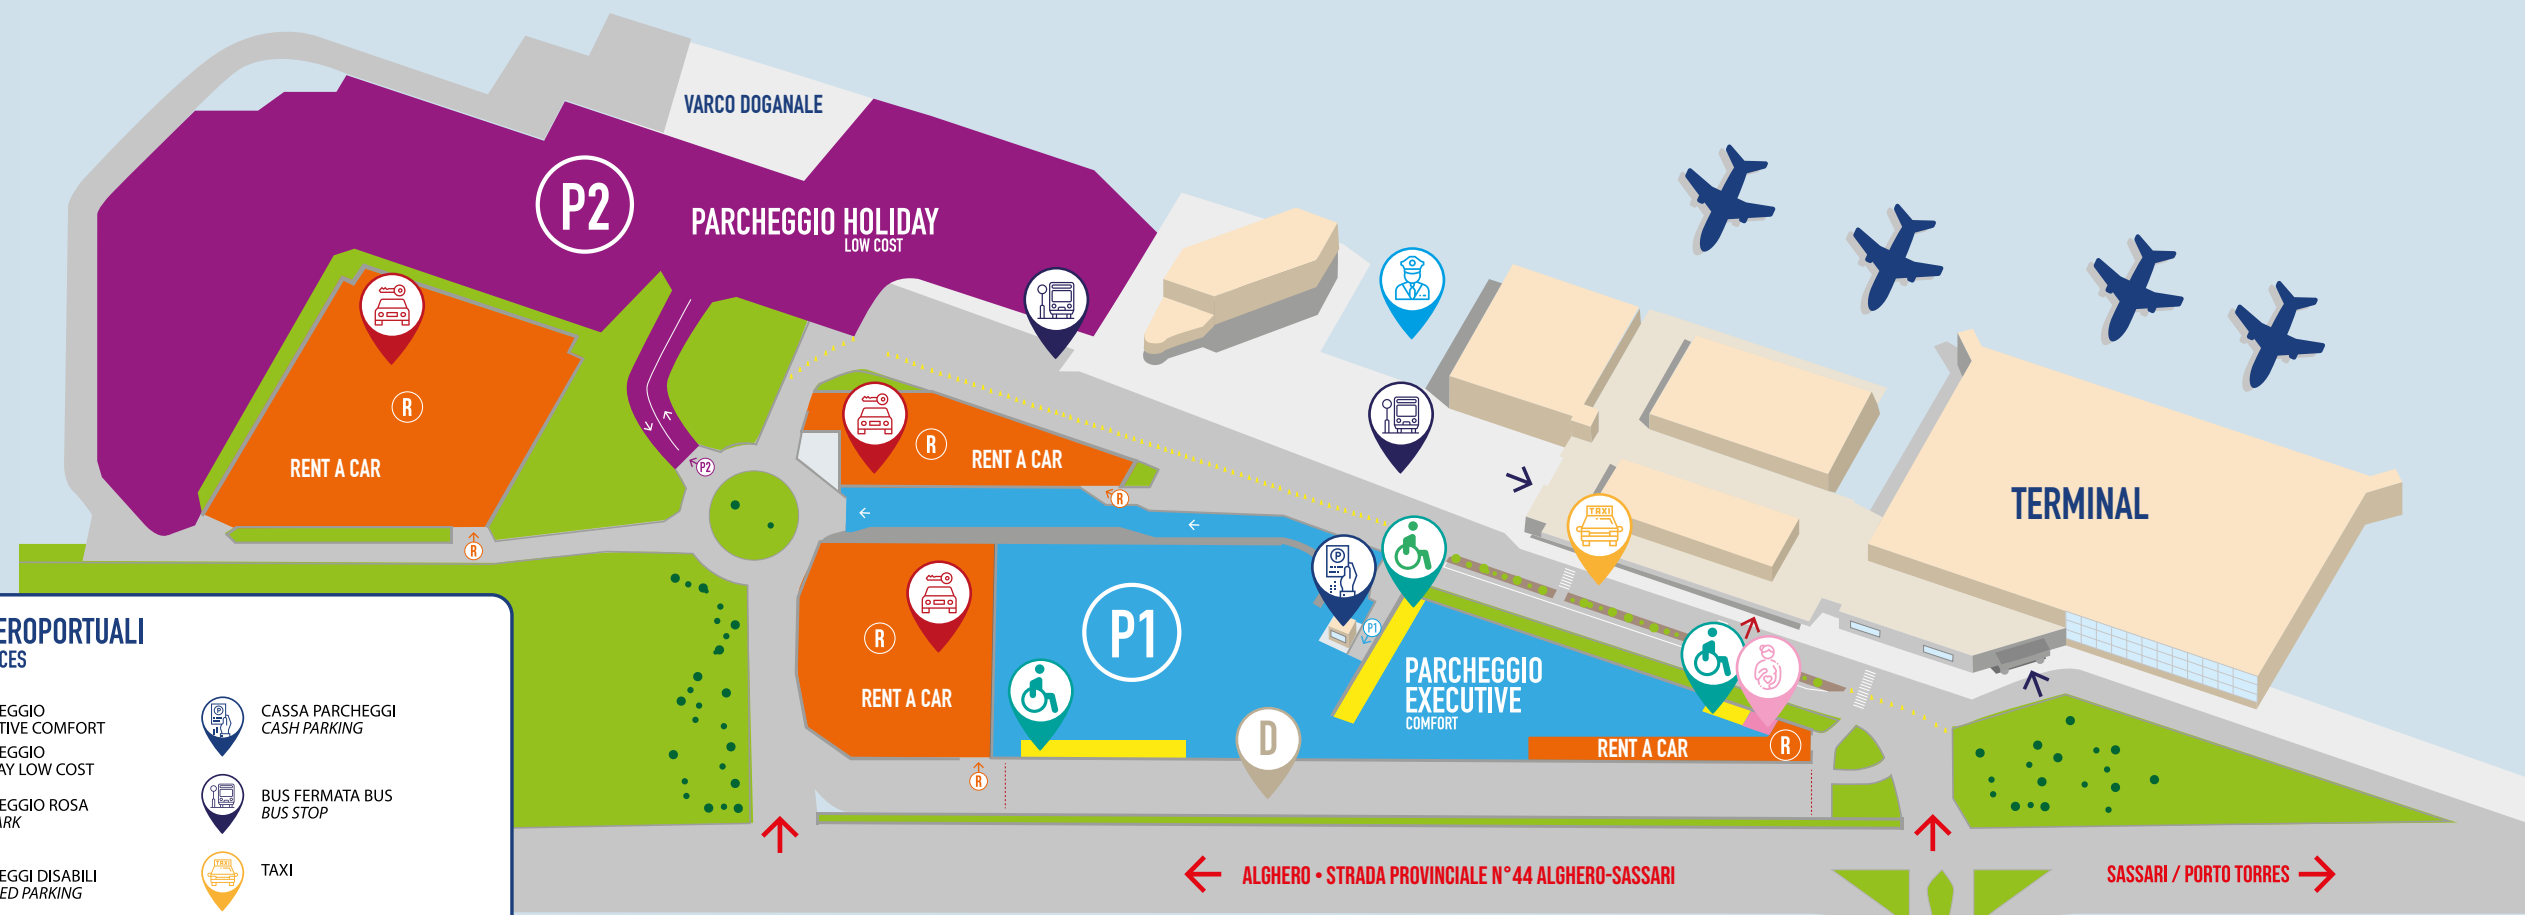 VARCO DOGANALE
P2
PARCHEGGIO HOLIDAY
LOW COST
R
RENT A CAR
R
RENT A CAR
P2
R
R
TERMINAL
TAXI
P
P1
P1
R
RENT A CAR
PARCHEGGIO
EXECUTIVE
COMFORT
D
RENT A CAR
R
R
EROPORTUALI
CES
EGGIO
TIVE COMFORT
EGGIO
AY LOW COST
EGGIO ROSA
ARK
EGGI DISABILI
ED PARKING
P
CASSA PARCHEGGI
CASH PARKING
BUS FERMATA BUS
BUS STOP
TAXI
TAXI
ALGHERO • STRADA PROVINCIALE N°44 ALGHERO-SASSARI
SASSARI / PORTO TORRES